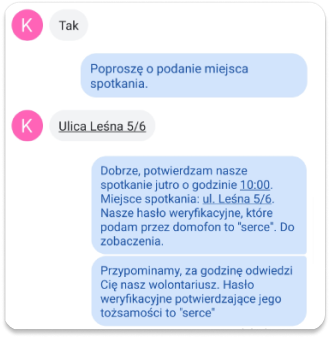 K
Tak
Poproszę o podanie miejsca
spotkania.
K
Ulica Leśna 5/6
Dobrze, potwierdzam nasze
spotkanie jutro o godzinie 10:00.
Miejsce spotkania: ul. Leśna 5/6.
Nasze hasło weryfikacyjne, które
podam przez domofon to "serce". Do
zobaczenia.
Przypominamy, za godzinę odwiedzi
Cię nasz wolontariusz. Hasło
weryfikacyjne potwierdzające jego
tożsamości to "serce"